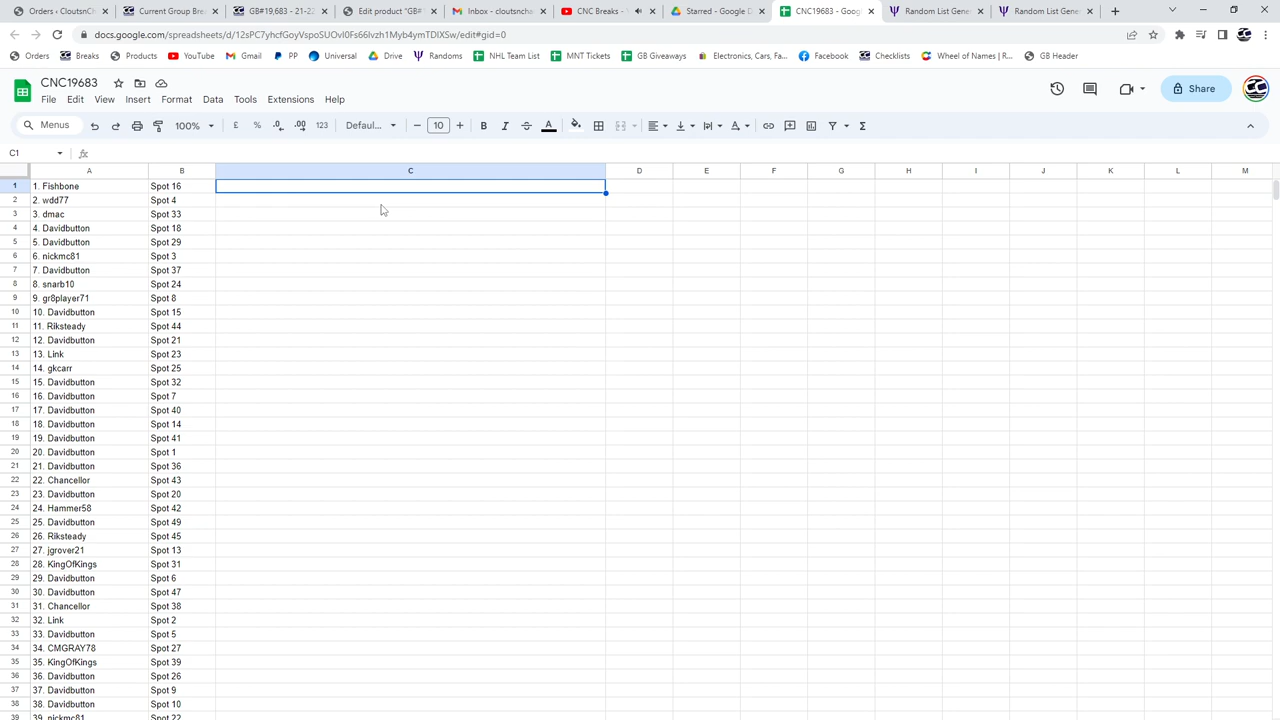 Orders ‹ cloutsnCh
Current Group Brea
GB#19,683 - 21-22
Edit product "GB#
Inbox - cloutsnch
CNC Breaks -
Starred - Google D
CNC19683 - Googl
Random List Gener
Random List Gener
docs.google.com/spreadsheets/d/12sPC7yhcfGoyVspoSUOvI0Fs66Ivzh1Myb4ymTDIXSw/edit#gid=0
Orders Breaks Products YouTube Gmail PP Universal Drive Randoms NHL Team List MNT Tickets GB Giveaways Electronics, Cars, Fa... Facebook Checklists Wheel of Names | R... GB Header
CNC19683
File Edit View Insert Format Data Tools Extensions Help
Share
Menus 100% £ % .0 .00 123 Defaul... − 10 + B I A
C1
A B C D E F G H I J K L M
1 1. Fishbone Spot 16
2 2. wdd77 Spot 4
3 3. dmac Spot 33
4 4. Davidbutton Spot 18
5 5. Davidbutton Spot 29
6 6. nickmc81 Spot 3
7 7. Davidbutton Spot 37
8 8. snarb10 Spot 24
9 9. gr8player71 Spot 8
10 10. Davidbutton Spot 15
11 11. Riksteady Spot 44
12 12. Davidbutton Spot 21
13 13. Link Spot 23
14 14. gkcarr Spot 25
15 15. Davidbutton Spot 32
16 16. Davidbutton Spot 7
17 17. Davidbutton Spot 40
18 18. Davidbutton Spot 14
19 19. Davidbutton Spot 41
20 20. Davidbutton Spot 1
21 21. Davidbutton Spot 36
22 22. Chancellor Spot 43
23 23. Davidbutton Spot 20
24 24. Hammer58 Spot 42
25 25. Davidbutton Spot 49
26 26. Riksteady Spot 45
27 27. jgrover21 Spot 13
28 28. KingOfKings Spot 31
29 29. Davidbutton Spot 6
30 30. Davidbutton Spot 47
31 31. Chancellor Spot 38
32 32. Link Spot 2
33 33. Davidbutton Spot 5
34 34. CMGRAY78 Spot 27
35 35. KingOfKings Spot 39
36 36. Davidbutton Spot 26
37 37. Davidbutton Spot 9
38 38. Davidbutton Spot 10
39 39. nickmc81 Spot 22